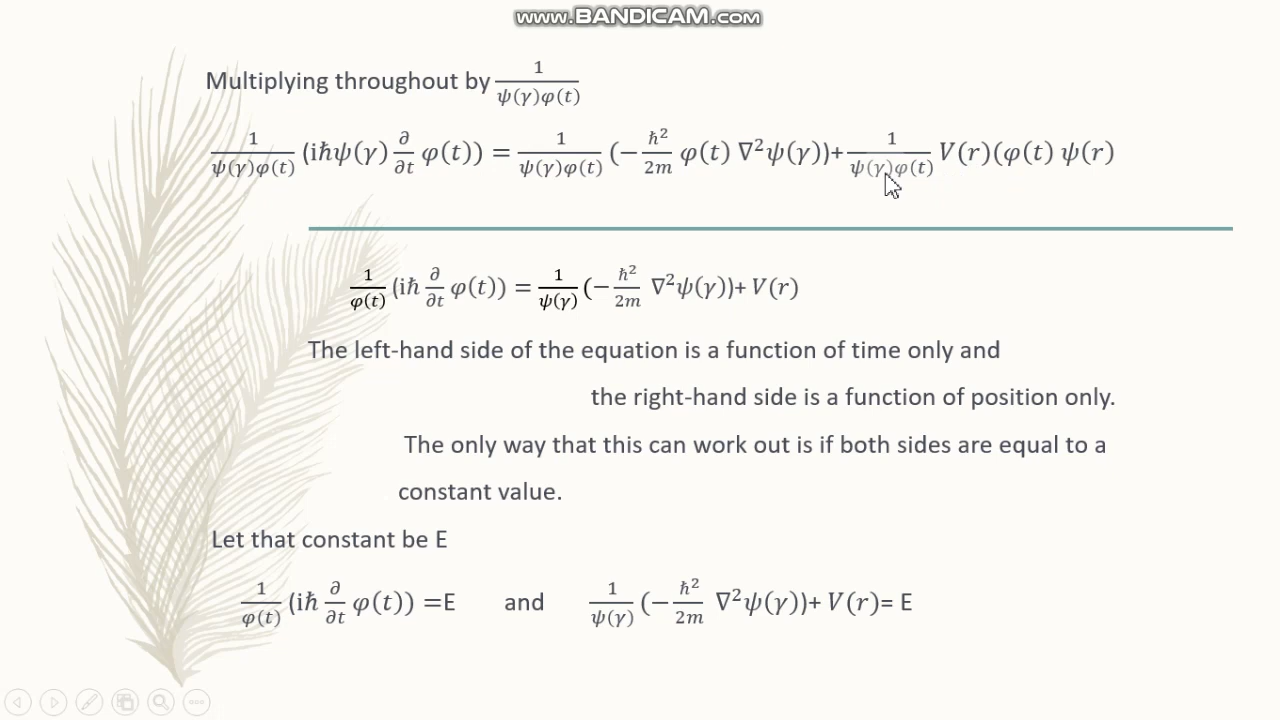 www.BANDICAM.com
Multiplying throughout by 1/ψ(γ)φ(t)
1/ψ(γ)φ(t) (iħψ(γ) ∂/∂t φ(t)) = 1/ψ(γ)φ(t) (−ħ²/2m φ(t) ∇²ψ(γ))+ 1/ψ(γ)φ(t) V(r)(φ(t) ψ(r)
1/φ(t) (iħ ∂/∂t φ(t)) = 1/ψ(γ) (−ħ²/2m ∇²ψ(γ))+ V(r)
The left-hand side of the equation is a function of time only and
the right-hand side is a function of position only.
The only way that this can work out is if both sides are equal to a
constant value.
Let that constant be E
1/φ(t) (iħ ∂/∂t φ(t)) =E and 1/ψ(γ) (−ħ²/2m ∇²ψ(γ))+ V(r)= E